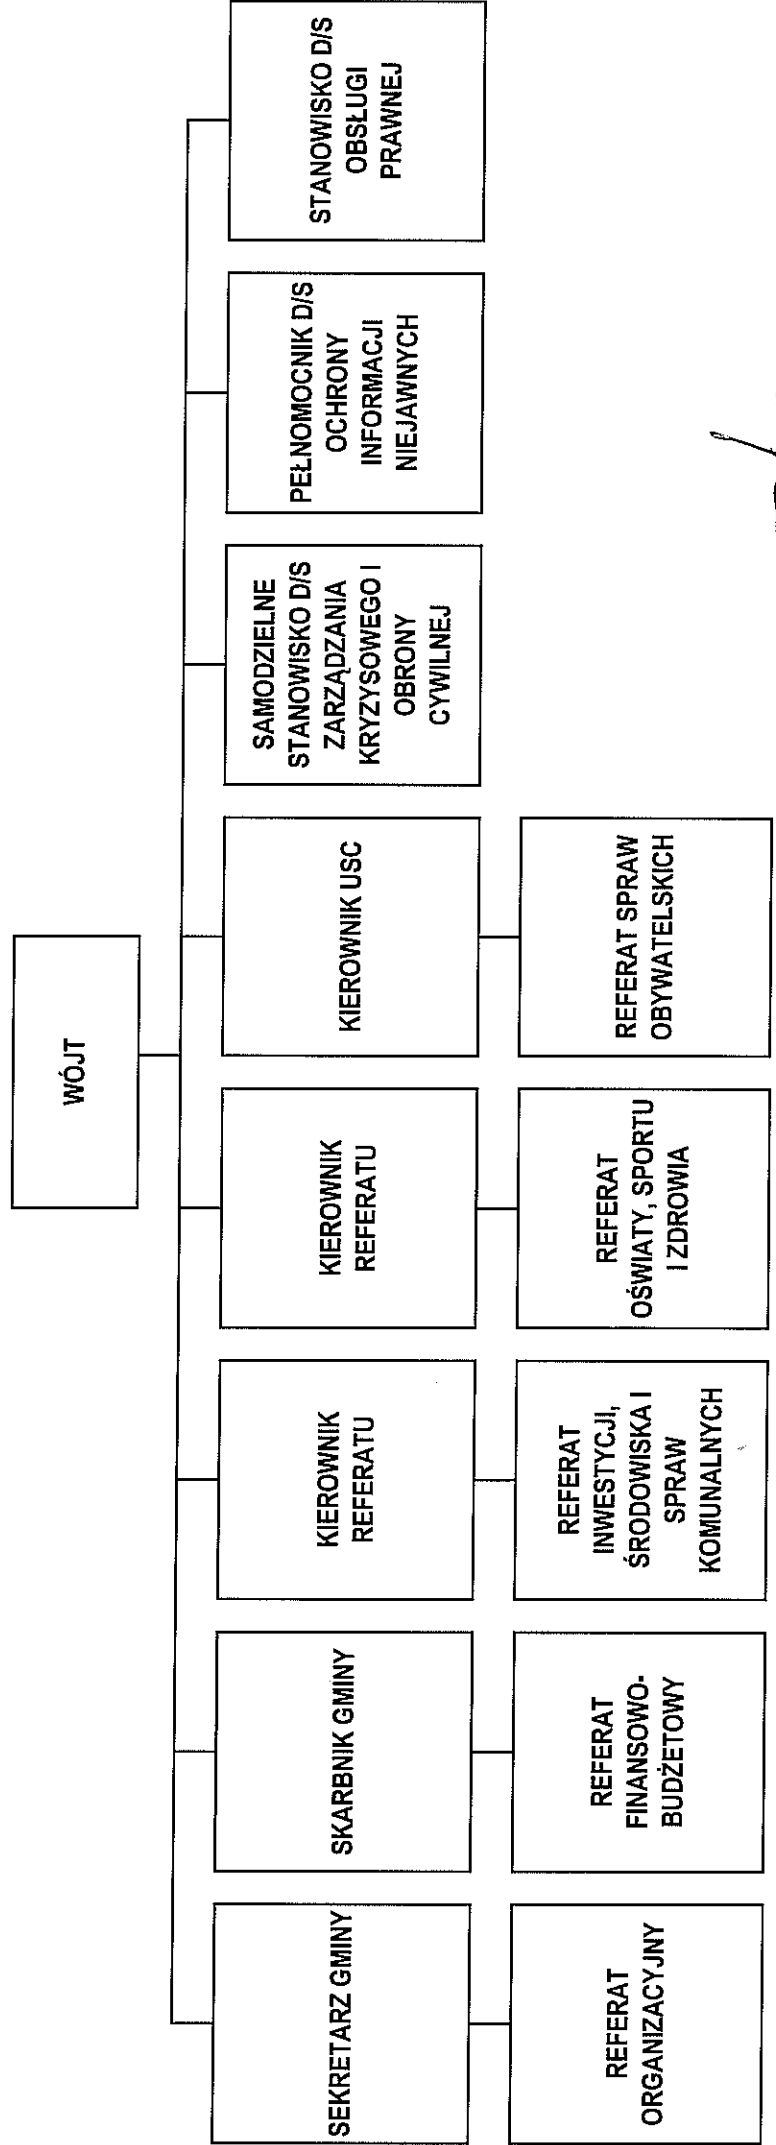 WÓJT
SEKRETARZ GMINY
SKARBNIK GMINY
KIEROWNIK
REFERATU
KIEROWNIK
REFERATU
KIEROWNIK USC
SAMODZIELNE
STANOWISKO D/S
ZARZĄDZANIA
KRYZYSOWEGO I
OBRONY
CYWILNEJ
PEŁNOMOCNIK D/S
OCHRONY
INFORMACJI
NIEJAWNYCH
STANOWISKO D/S
OBSŁUGI
PRAWNEJ
REFERAT
ORGANIZACYJNY
REFERAT
FINANSOWO-
BUDŻETOWY
REFERAT
INWESTYCJI,
ŚRODOWISKA I
SPRAW
KOMUNALNYCH
REFERAT
OŚWIATY, SPORTU
I ZDROWIA
REFERAT SPRAW
OBYWATELSKICH